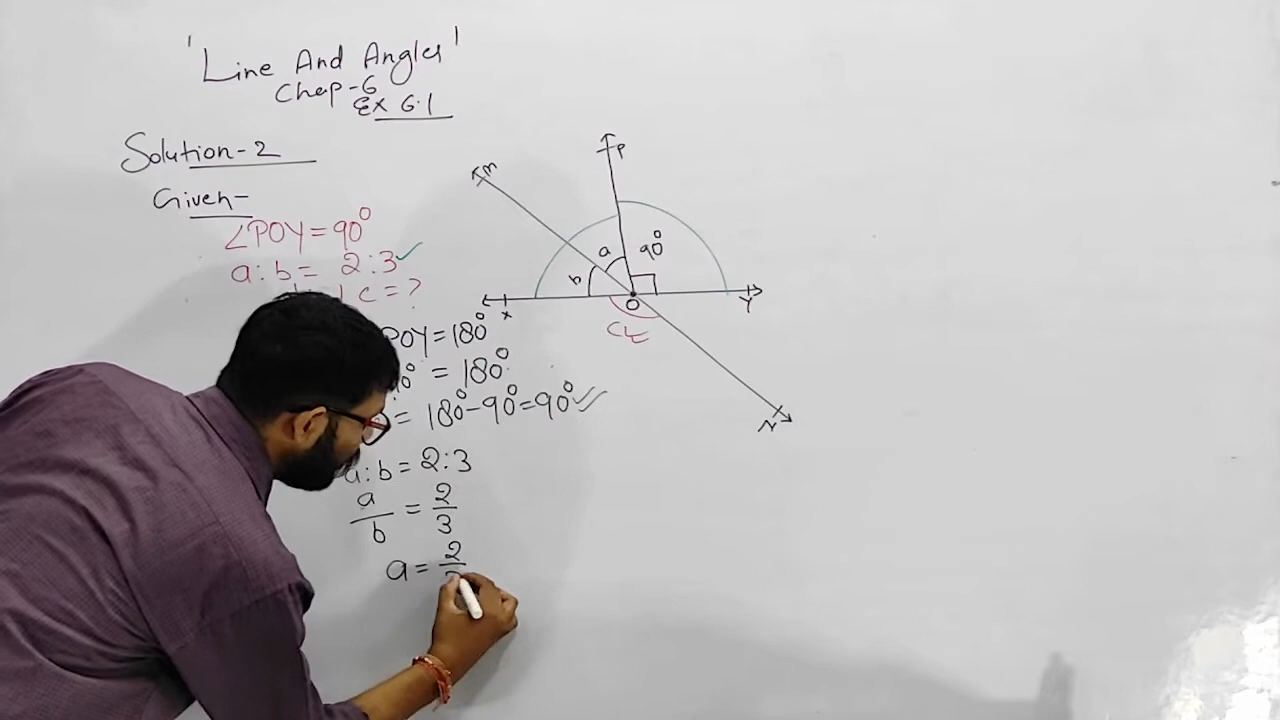 'Line And Angles'
Chap-6
Ex 6.1
Solution-2
Given-
∠POY=90°
a:b= 2:3
c=?
POY=180°
= 180°
= 180°-90°=90°
a:b=2:3
a/b = 2/3
a = 2
M
P
a
90°
b
X
O
Y
C
N